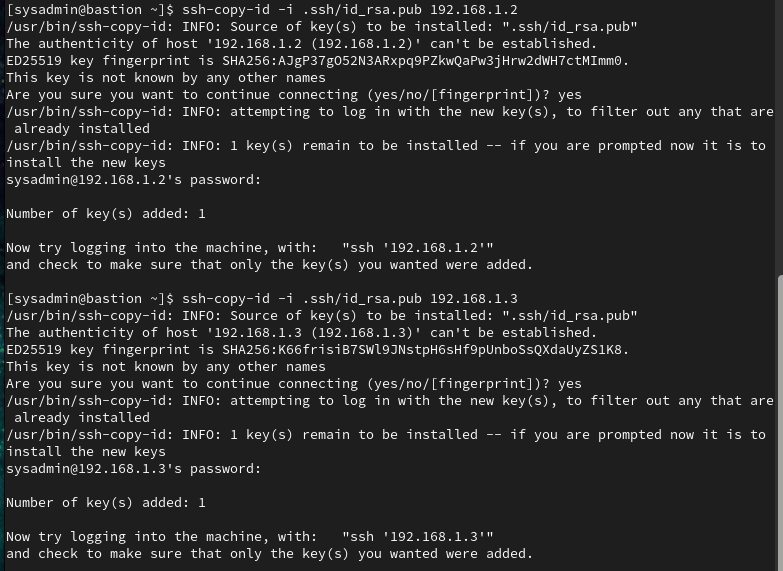 [sysadmin@bastion ~]$ ssh-copy-id -i .ssh/id_rsa.pub 192.168.1.2
/usr/bin/ssh-copy-id: INFO: Source of key(s) to be installed: ".ssh/id_rsa.pub"
The authenticity of host '192.168.1.2 (192.168.1.2)' can't be established.
ED25519 key fingerprint is SHA256:AJgP37gO52N3ARxpq9PZkwQaPw3jHrw2dWH7ctMImm0.
This key is not known by any other names
Are you sure you want to continue connecting (yes/no/[fingerprint])? yes
/usr/bin/ssh-copy-id: INFO: attempting to log in with the new key(s), to filter out any that are
 already installed
/usr/bin/ssh-copy-id: INFO: 1 key(s) remain to be installed -- if you are prompted now it is to
install the new keys
sysadmin@192.168.1.2's password:

Number of key(s) added: 1

Now try logging into the machine, with:   "ssh '192.168.1.2'"
and check to make sure that only the key(s) you wanted were added.

[sysadmin@bastion ~]$ ssh-copy-id -i .ssh/id_rsa.pub 192.168.1.3
/usr/bin/ssh-copy-id: INFO: Source of key(s) to be installed: ".ssh/id_rsa.pub"
The authenticity of host '192.168.1.3 (192.168.1.3)' can't be established.
ED25519 key fingerprint is SHA256:K66frisiB7SWl9JNstpH6sHf9pUnboSsQXdaUyZS1K8.
This key is not known by any other names
Are you sure you want to continue connecting (yes/no/[fingerprint])? yes
/usr/bin/ssh-copy-id: INFO: attempting to log in with the new key(s), to filter out any that are
 already installed
/usr/bin/ssh-copy-id: INFO: 1 key(s) remain to be installed -- if you are prompted now it is to
install the new keys
sysadmin@192.168.1.3's password:

Number of key(s) added: 1

Now try logging into the machine, with:   "ssh '192.168.1.3'"
and check to make sure that only the key(s) you wanted were added.